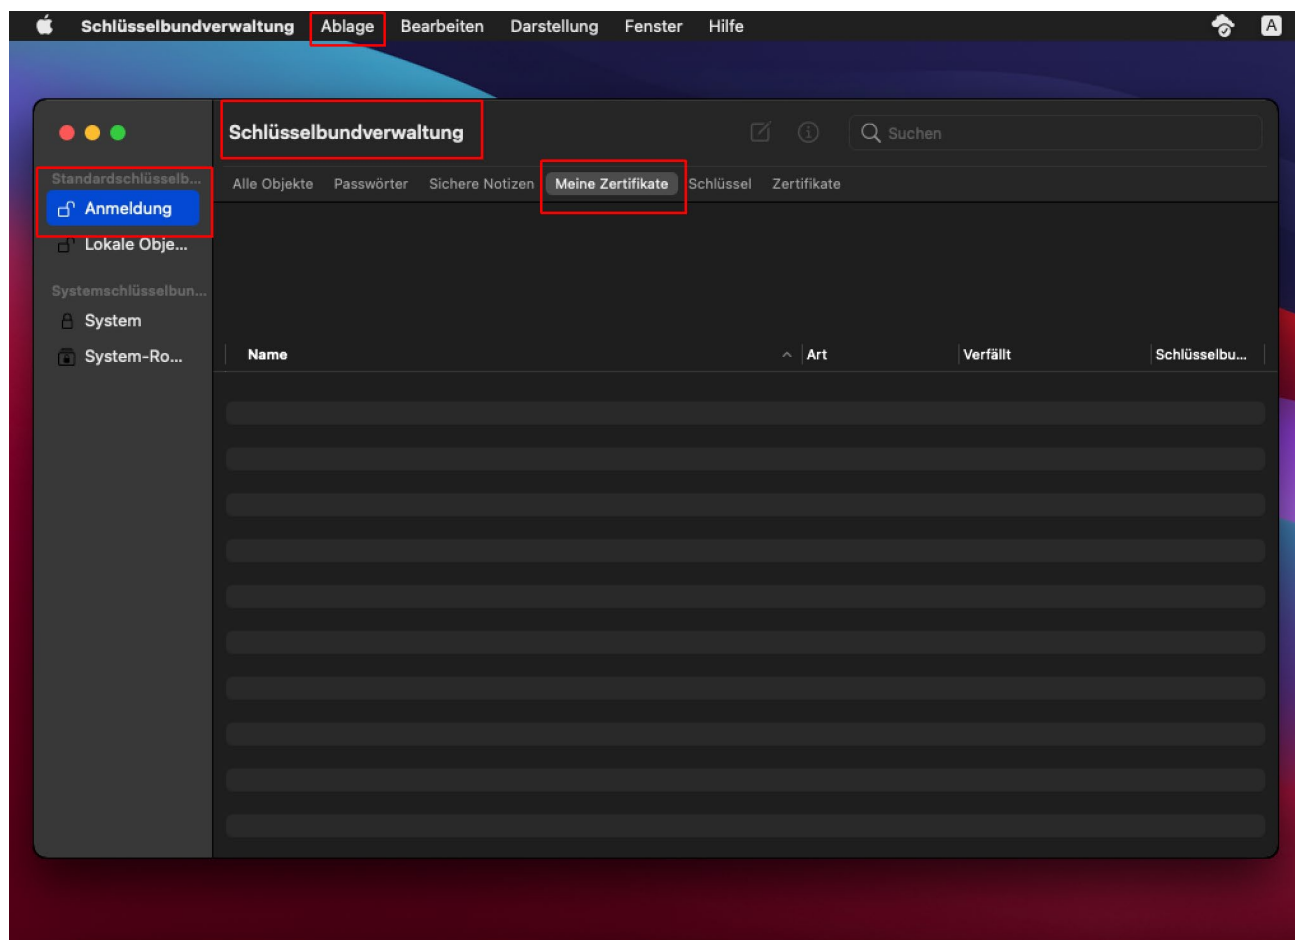 Schlüsselbundverwaltung Ablage Bearbeiten Darstellung Fenster Hilfe A
Schlüsselbundverwaltung Suchen
Standardschlüsselb... Alle Objekte Passwörter Sichere Notizen Meine Zertifikate Schlüssel Zertifikate
Anmeldung
Lokale Obje...
Systemschlüsselbun...
System
System-Ro... Name Art Verfällt Schlüsselbu...